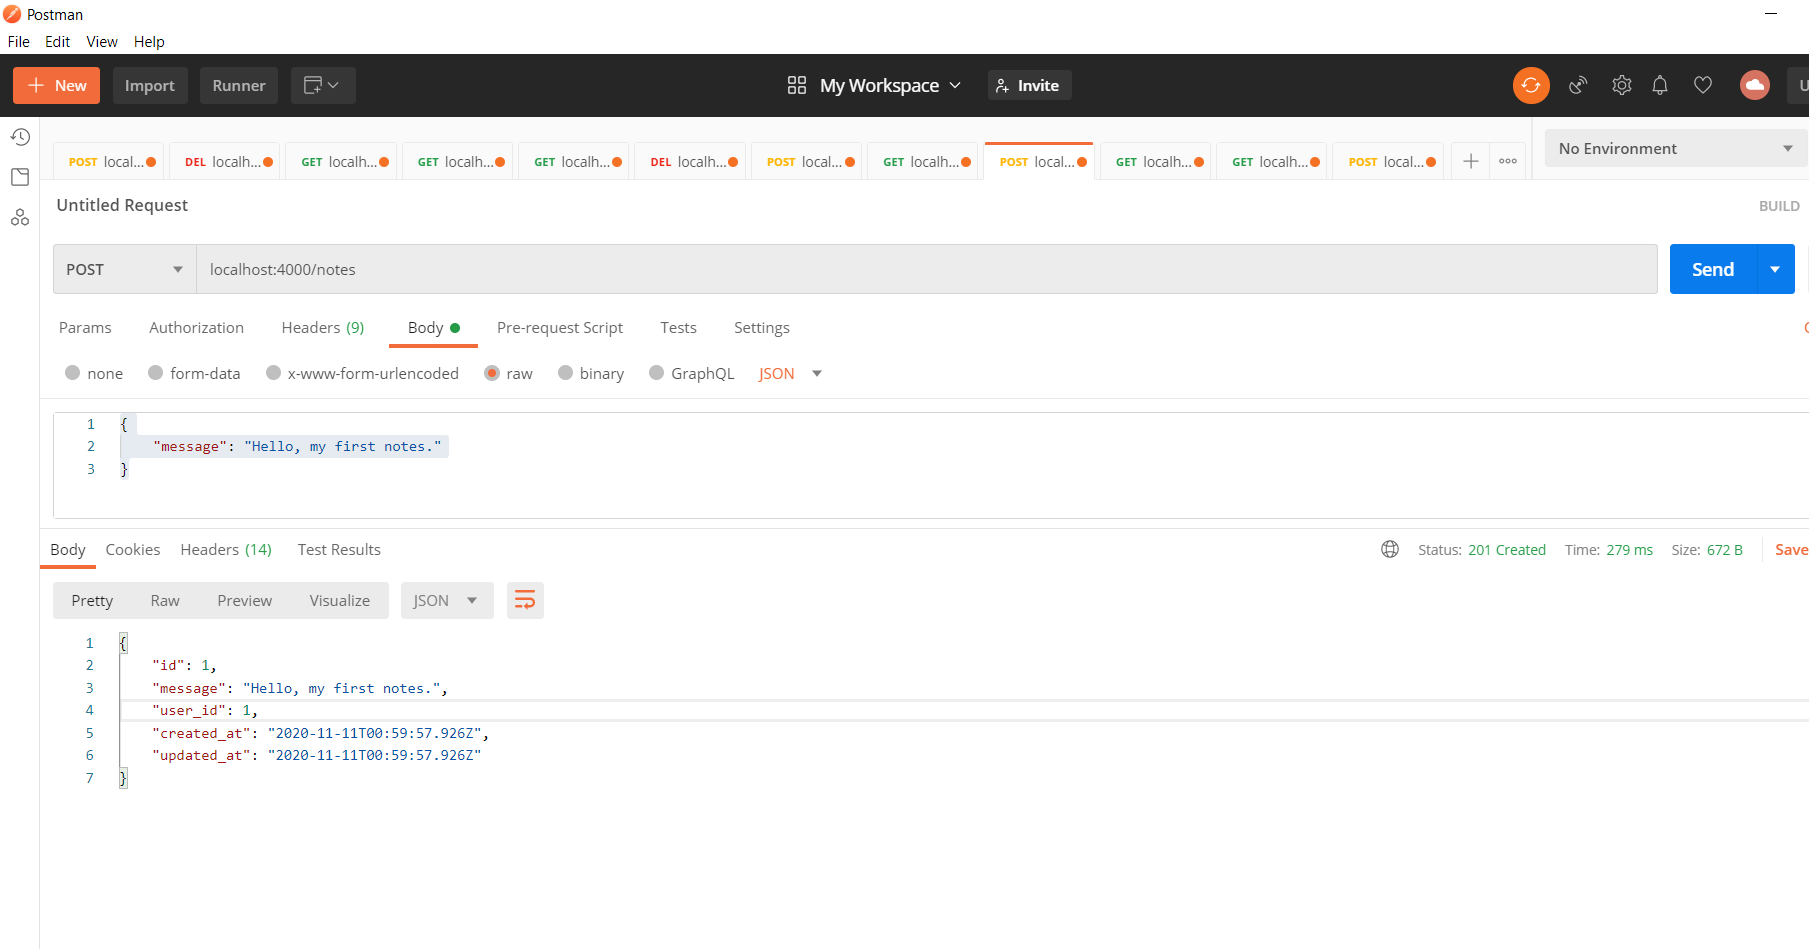 Postman
File Edit View Help
New Import Runner My Workspace Invite U
POST local... DEL localh... GET localh... GET localh... GET localh... DEL localh... POST local... GET localh... POST local... GET localh... GET localh... POST local... No Environment
Untitled Request BUILD
POST localhost:4000/notes Send
Params Authorization Headers (9) Body Pre-request Script Tests Settings
none form-data x-www-form-urlencoded raw binary GraphQL JSON
1 {
2 "message": "Hello, my first notes."
3 }
Body Cookies Headers (14) Test Results Status: 201 Created Time: 279 ms Size: 672 B Save
Pretty Raw Preview Visualize JSON
1 {
2 "id": 1,
3 "message": "Hello, my first notes.",
4 "user_id": 1,
5 "created_at": "2020-11-11T00:59:57.926Z",
6 "updated_at": "2020-11-11T00:59:57.926Z"
7 }